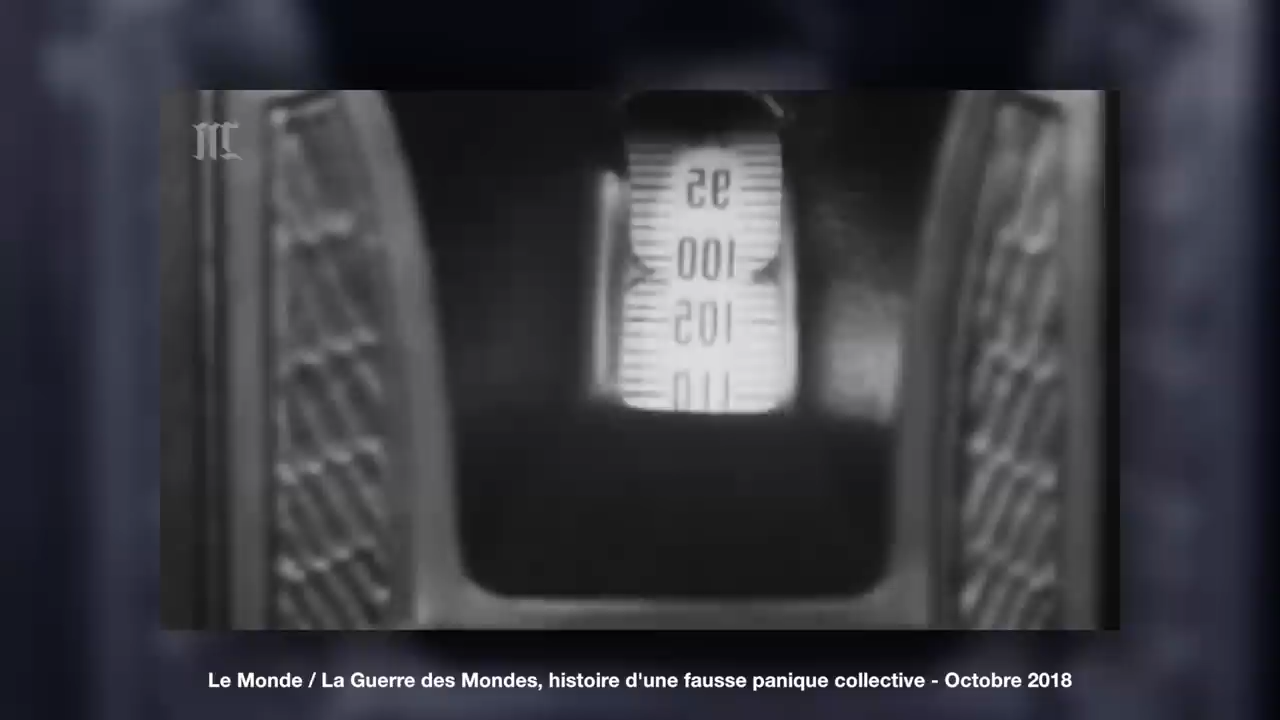 M
95
100
105
110
Le Monde / La Guerre des Mondes, histoire d'une fausse panique collective - Octobre 2018